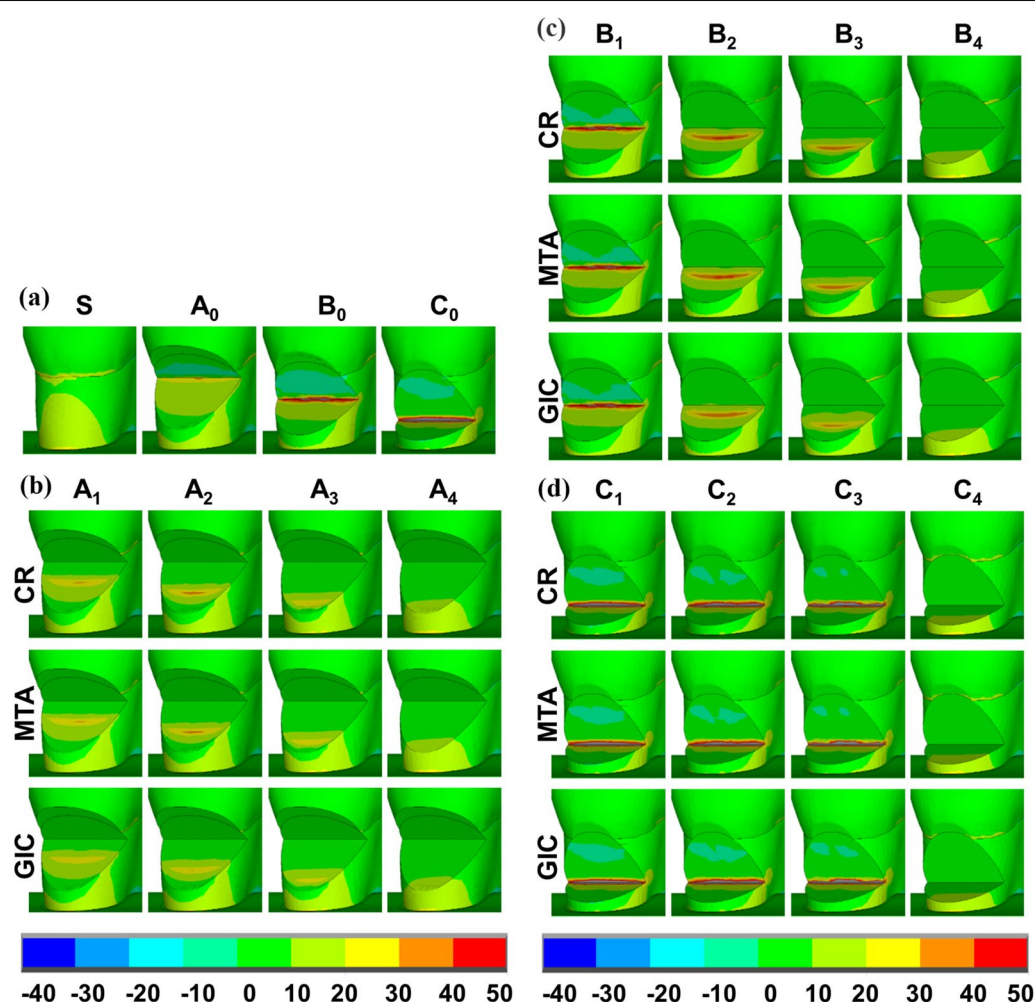 (a)
S A₀ B₀ C₀
(b)
A₁ A₂ A₃ A₄
CR
MTA
GIC
-40 -30 -20 -10 0 10 20 30 40 50
(c)
B₁ B₂ B₃ B₄
CR
MTA
GIC
(d)
C₁ C₂ C₃ C₄
CR
MTA
GIC
-40 -30 -20 -10 0 10 20 30 40 50